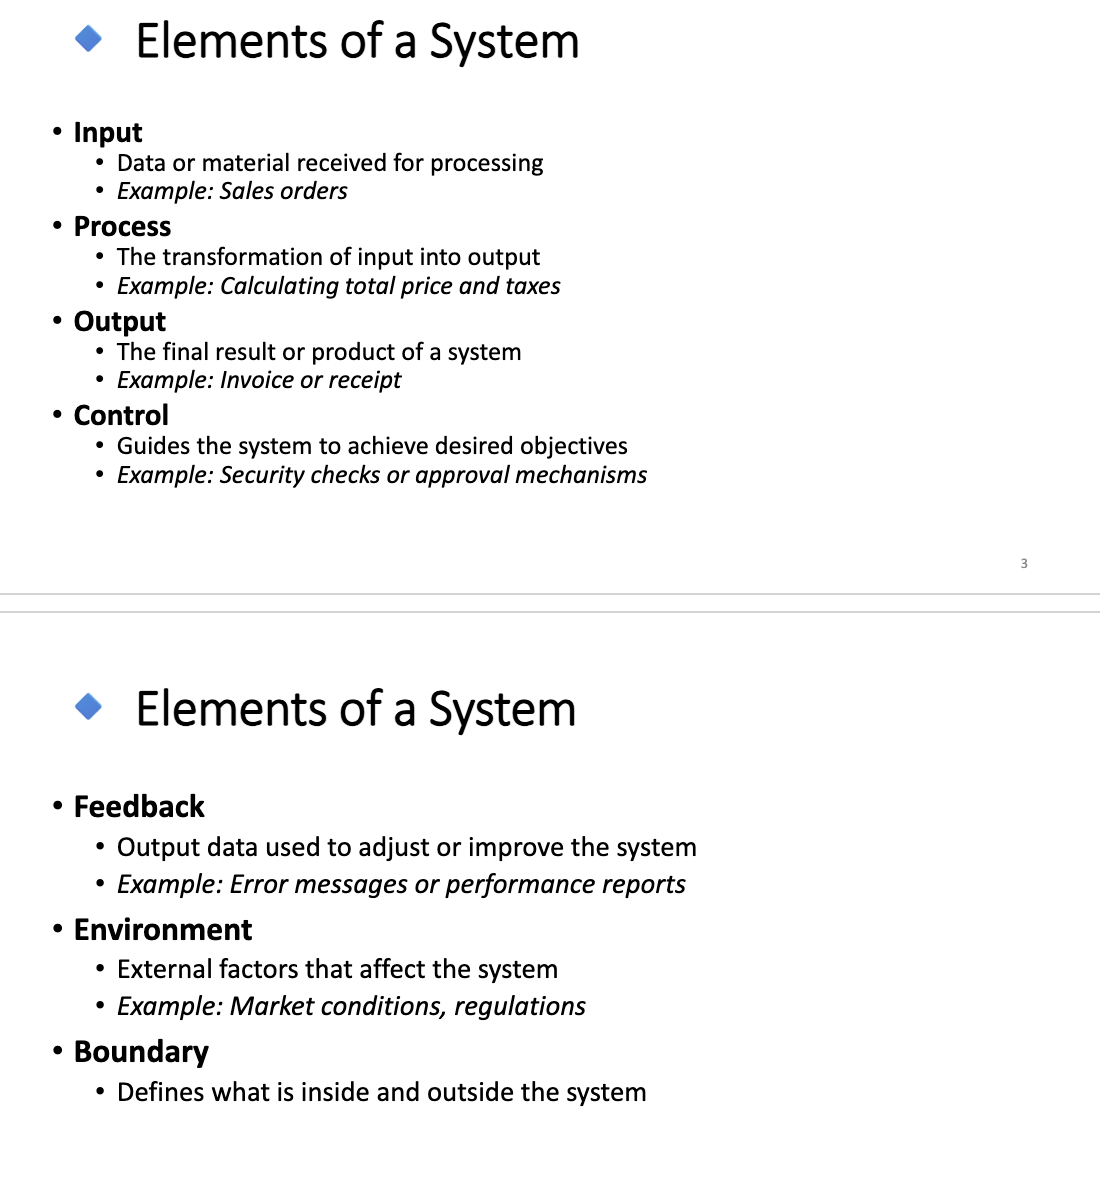 Elements of a System
• Input
• Data or material received for processing
• Example: Sales orders
• Process
• The transformation of input into output
• Example: Calculating total price and taxes
• Output
• The final result or product of a system
• Example: Invoice or receipt
• Control
• Guides the system to achieve desired objectives
• Example: Security checks or approval mechanisms
3
Elements of a System
• Feedback
• Output data used to adjust or improve the system
• Example: Error messages or performance reports
• Environment
• External factors that affect the system
• Example: Market conditions, regulations
• Boundary
• Defines what is inside and outside the system